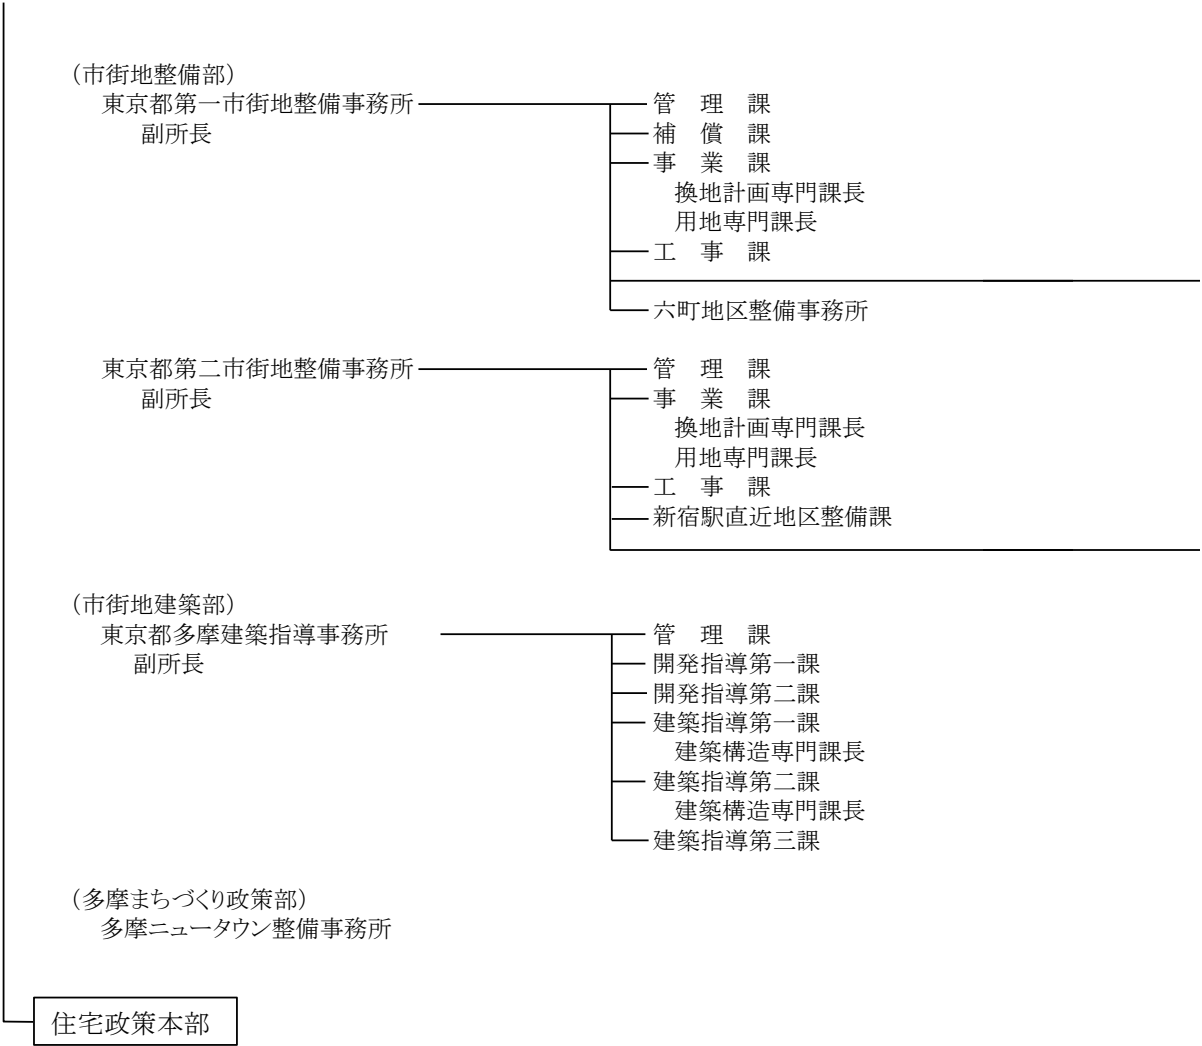 （市街地整備部）
東京都第一市街地整備事務所 管　理　課
副所長 補　償　課
事　業　課
換地計画専門課長
用地専門課長
工　事　課
六町地区整備事務所
東京都第二市街地整備事務所 管　理　課
副所長 事　業　課
換地計画専門課長
用地専門課長
工　事　課
新宿駅直近地区整備課
（市街地建築部）
東京都多摩建築指導事務所 管　理　課
副所長 開発指導第一課
開発指導第二課
建築指導第一課
建築構造専門課長
建築指導第二課
建築構造専門課長
建築指導第三課
（多摩まちづくり政策部）
多摩ニュータウン整備事務所
住宅政策本部